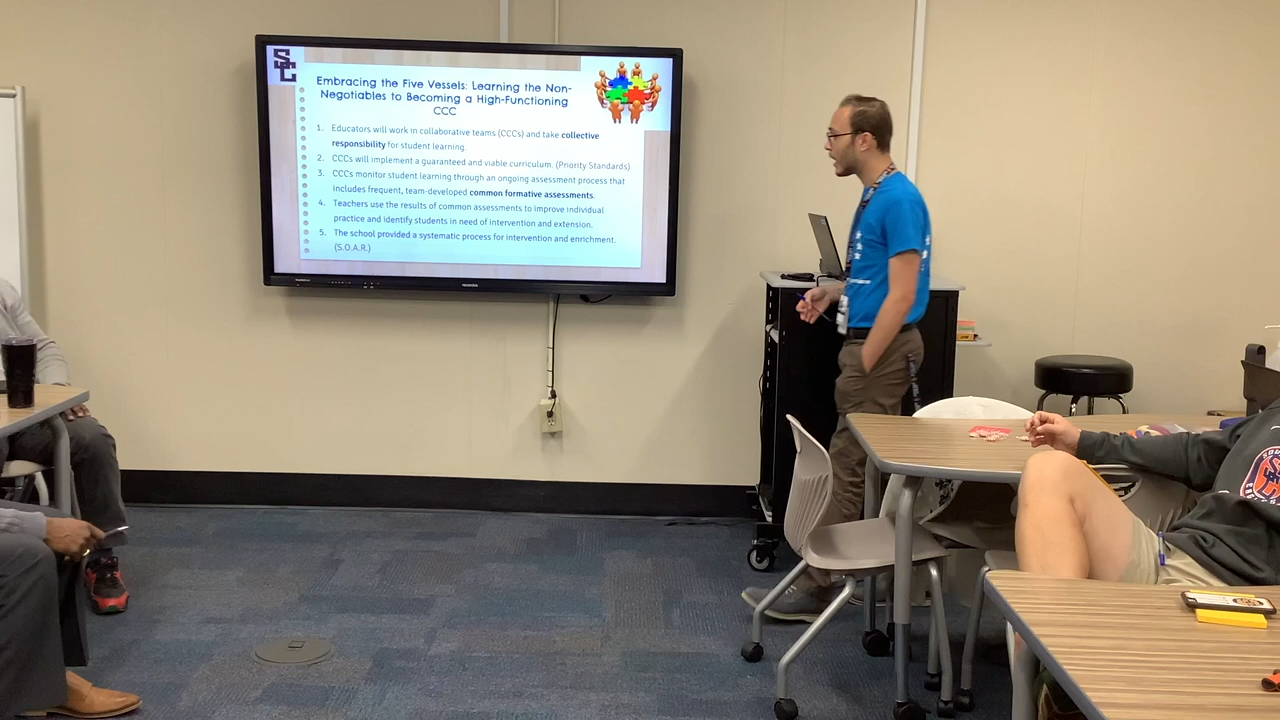 SC
Embracing the Five Vessels: Learning the Non-
Negotiables to Becoming a High-Functioning
CCC
1. Educators will work in collaborative teams (CCCs) and take collective
responsibility for student learning.
2. CCCs will implement a guaranteed and viable curriculum. (Priority Standards)
3. CCCs monitor student learning through an ongoing assessment process that
includes frequent, team-developed common formative assessments.
4. Teachers use the results of common assessments to improve individual
practice and identify students in need of intervention and extension.
5. The school provided a systematic process for intervention and enrichment.
(S.O.A.R.)